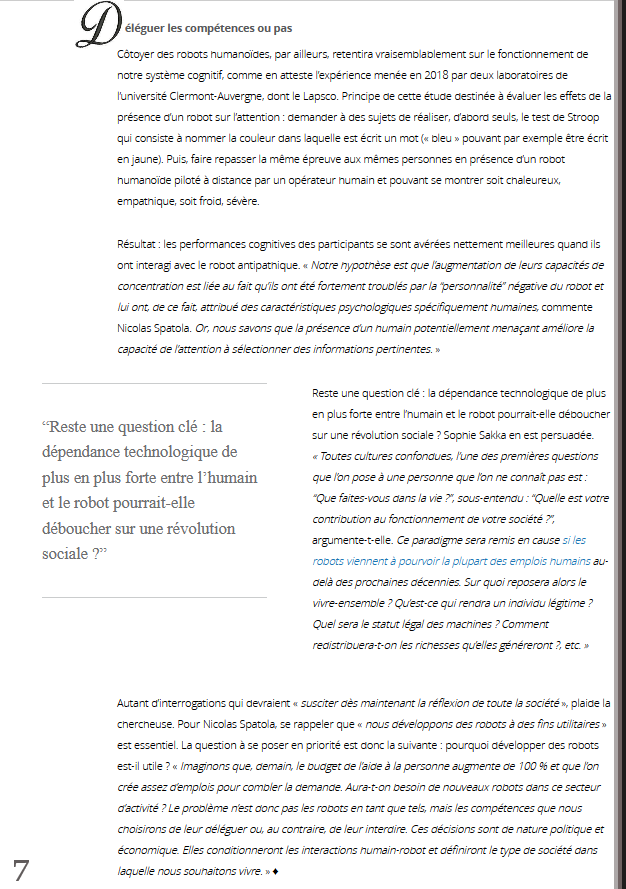 Déléguer les compétences ou pas
Côtoyer des robots humanoïdes, par ailleurs, retentira vraisemblablement sur le fonctionnement de
notre système cognitif, comme en atteste l’expérience menée en 2018 par deux laboratoires de
l’université Clermont-Auvergne, dont le Lapsco. Principe de cette étude destinée à évaluer les effets de la
présence d’un robot sur l’attention : demander à des sujets de réaliser, d’abord seuls, le test de Stroop
qui consiste à nommer la couleur dans laquelle est écrit un mot (« bleu » pouvant par exemple être écrit
en jaune). Puis, faire repasser la même épreuve aux mêmes personnes en présence d’un robot
humanoïde piloté à distance par un opérateur humain et pouvant se montrer soit chaleureux,
empathique, soit froid, sévère.
Résultat : les performances cognitives des participants se sont avérées nettement meilleures quand ils
ont interagi avec le robot antipathique. « Notre hypothèse est que l’augmentation de leurs capacités de
concentration est liée au fait qu’ils ont été fortement troublés par la “personnalité” négative du robot et
lui ont, de ce fait, attribué des caractéristiques psychologiques spécifiquement humaines, commente
Nicolas Spatola. Or, nous savons que la présence d’un humain potentiellement menaçant améliore la
capacité de l’attention à sélectionner des informations pertinentes. »
“Reste une question clé : la
dépendance technologique de
plus en plus forte entre l’humain
et le robot pourrait-elle
déboucher sur une révolution
sociale ?”
Reste une question clé : la dépendance technologique de plus
en plus forte entre l’humain et le robot pourrait-elle déboucher
sur une révolution sociale ? Sophie Sakka en est persuadée.
« Toutes cultures confondues, l’une des premières questions
que l’on pose à une personne que l’on ne connaît pas est :
“Que faites-vous dans la vie ?”, sous-entendu : “Quelle est votre
contribution au fonctionnement de votre société ?”,
argumente-t-elle. Ce paradigme sera remis en cause si les
robots viennent à pourvoir la plupart des emplois humains au-
delà des prochaines décennies. Sur quoi reposera alors le
vivre-ensemble ? Qu’est-ce qui rendra un individu légitime ?
Quel sera le statut légal des machines ? Comment
redistribuera-t-on les richesses qu’elles généreront ?, etc. »
Autant d’interrogations qui devraient « susciter dès maintenant la réflexion de toute la société », plaide la
chercheuse. Pour Nicolas Spatola, se rappeler que « nous développons des robots à des fins utilitaires »
est essentiel. La question à se poser en priorité est donc la suivante : pourquoi développer des robots
est-il utile ? « Imaginons que, demain, le budget de l’aide à la personne augmente de 100 % et que l’on
crée assez d’emplois pour combler la demande. Aura-t-on besoin de nouveaux robots dans ce secteur
d’activité ? Le problème n’est donc pas les robots en tant que tels, mais les compétences que nous
choisirons de leur déléguer ou, au contraire, de leur interdire. Ces décisions sont de nature politique et
économique. Elles conditionneront les interactions humain-robot et définiront le type de société dans
laquelle nous souhaitons vivre. » ♦
7